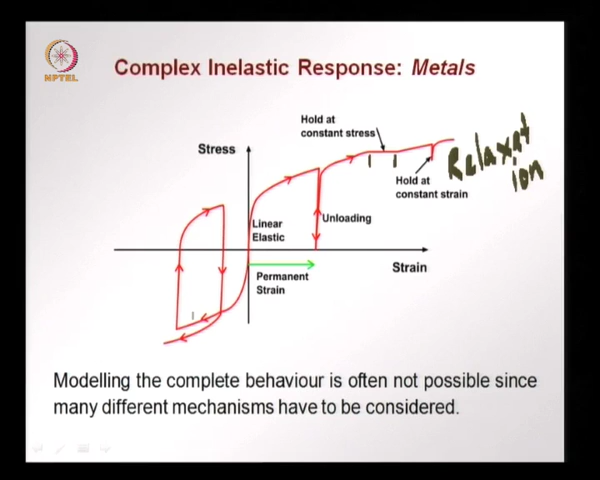 NPTEL
Complex Inelastic Response: Metals
Hold at
constant stress
Stress
Relaxat
ion
Hold at
constant strain
Linear
Elastic
Unloading
Strain
Permanent
Strain
Modelling the complete behaviour is often not possible since
many different mechanisms have to be considered.